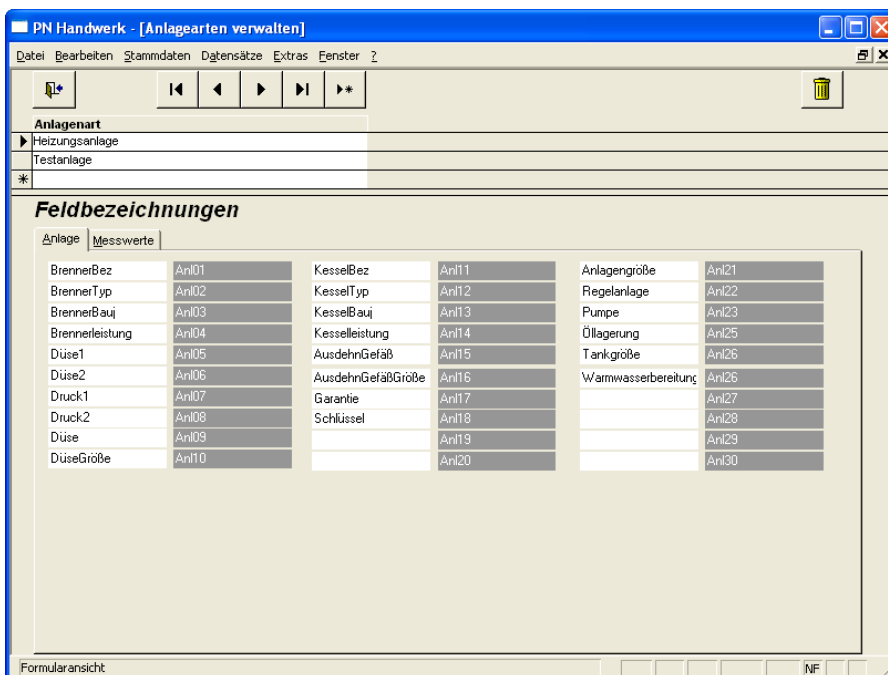 PN Handwerk - [Anlagearten verwalten]
Datei Bearbeiten Stammdaten Datensätze Extras Fenster ?
Anlagenart
Heizungsanlage
Testanlage
Feldbezeichnungen
Anlage Messwerte
BrennerBez Anl01 KesselBez Anl11 Anlagengröße Anl21
BrennerTyp Anl02 KesselTyp Anl12 Regelanlage Anl22
BrennerBauj Anl03 KesselBauj Anl13 Pumpe Anl23
Brennerleistung Anl04 Kesselleistung Anl14 Öllagerung Anl25
Düse1 Anl05 AusdehnGefäß Anl15 Tankgröße Anl26
Düse2 Anl06 AusdehnGefäßGröße Anl16 Warmwasserbereitung Anl26
Druck1 Anl07 Garantie Anl17 Anl27
Druck2 Anl08 Schlüssel Anl18 Anl28
Düse Anl09 Anl19 Anl29
DüseGröße Anl10 Anl20 Anl30
Formularansicht NF